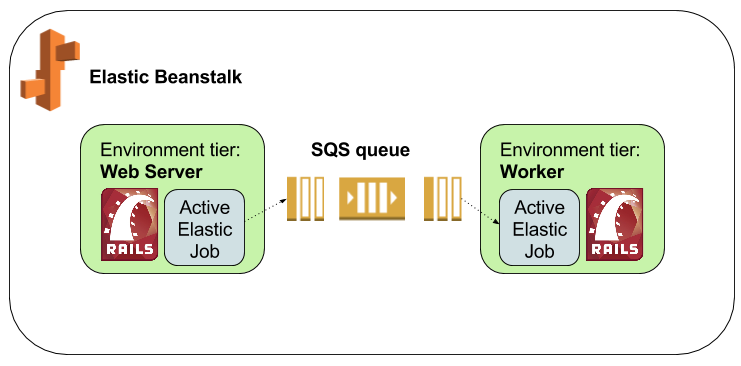 Elastic Beanstalk
Environment tier:
Web Server
RAILS
Active
Elastic
Job
SQS queue
Environment tier:
Worker
Active
Elastic
Job
RAILS